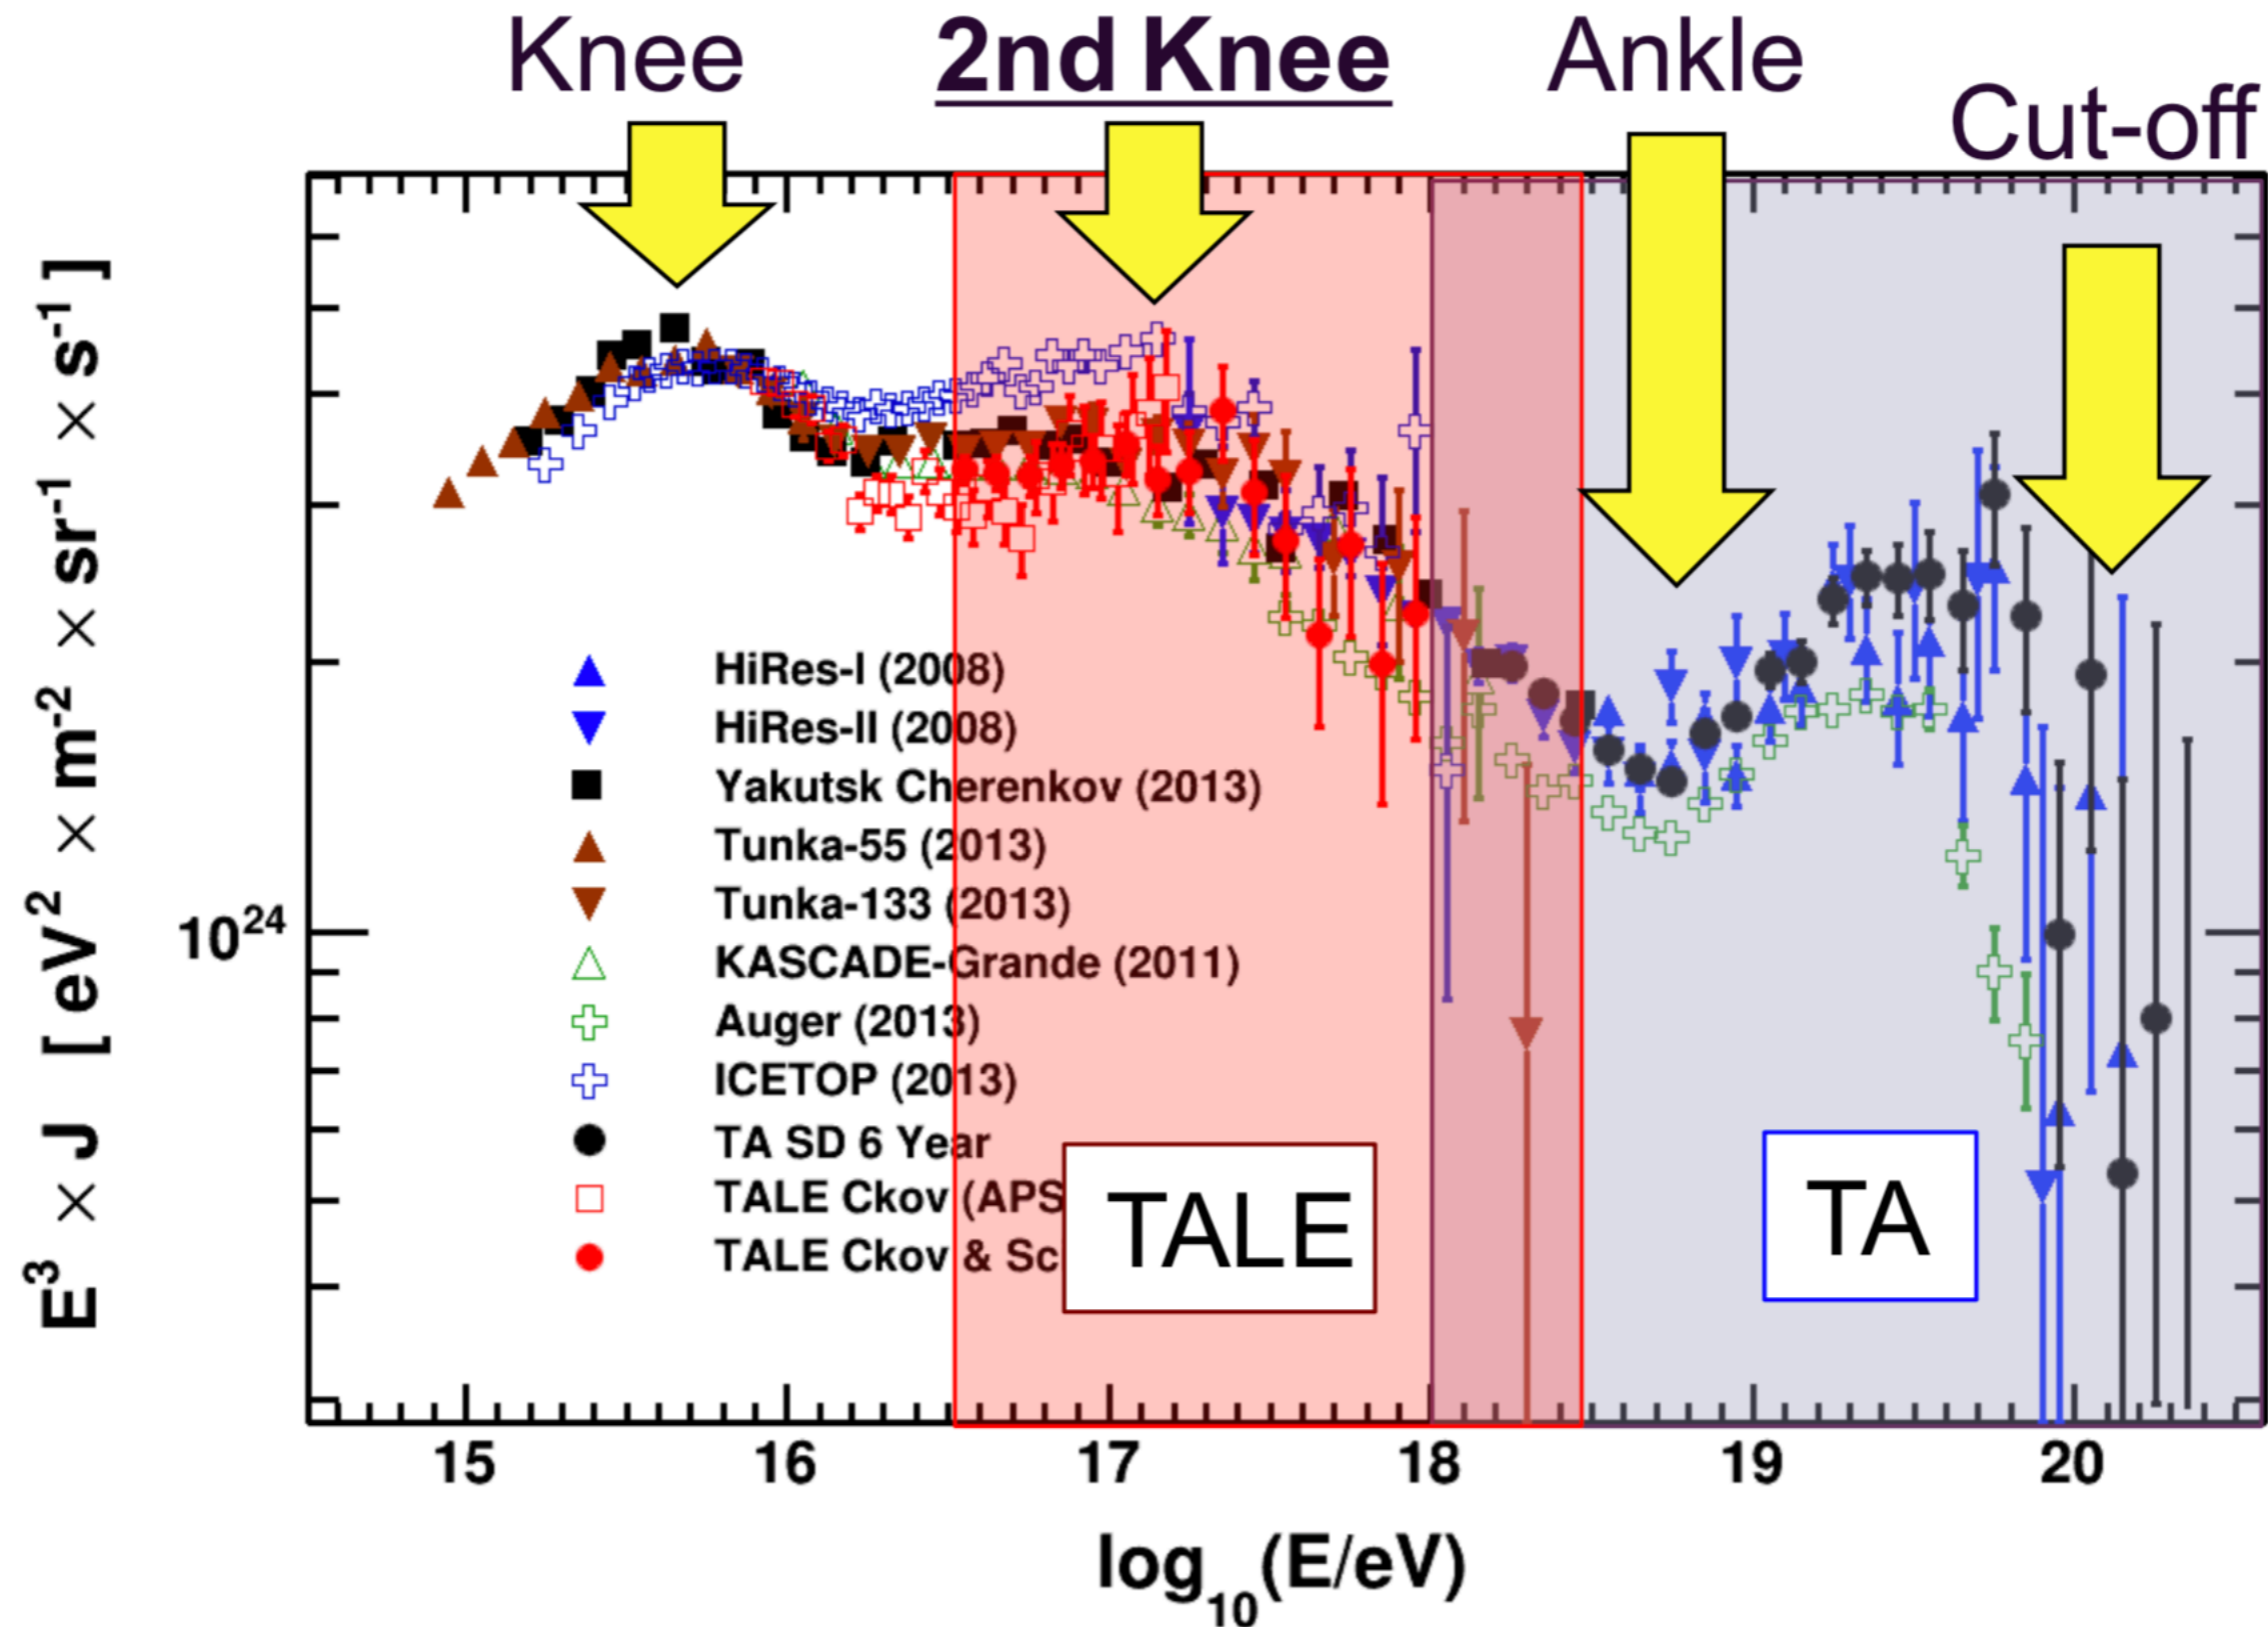 Knee
2nd Knee
Ankle
Cut-off
E³ × J [ eV² × m⁻² × sr⁻¹ × s⁻¹ ]
10²⁴
HiRes-I (2008)
HiRes-II (2008)
Yakutsk Cherenkov (2013)
Tunka-55 (2013)
Tunka-133 (2013)
KASCADE-Grande (2011)
Auger (2013)
ICETOP (2013)
TA SD 6 Year
TALE Ckov (APS
TALE Ckov & Sc
TALE
TA
15 16 17 18 19 20
log₁₀(E/eV)